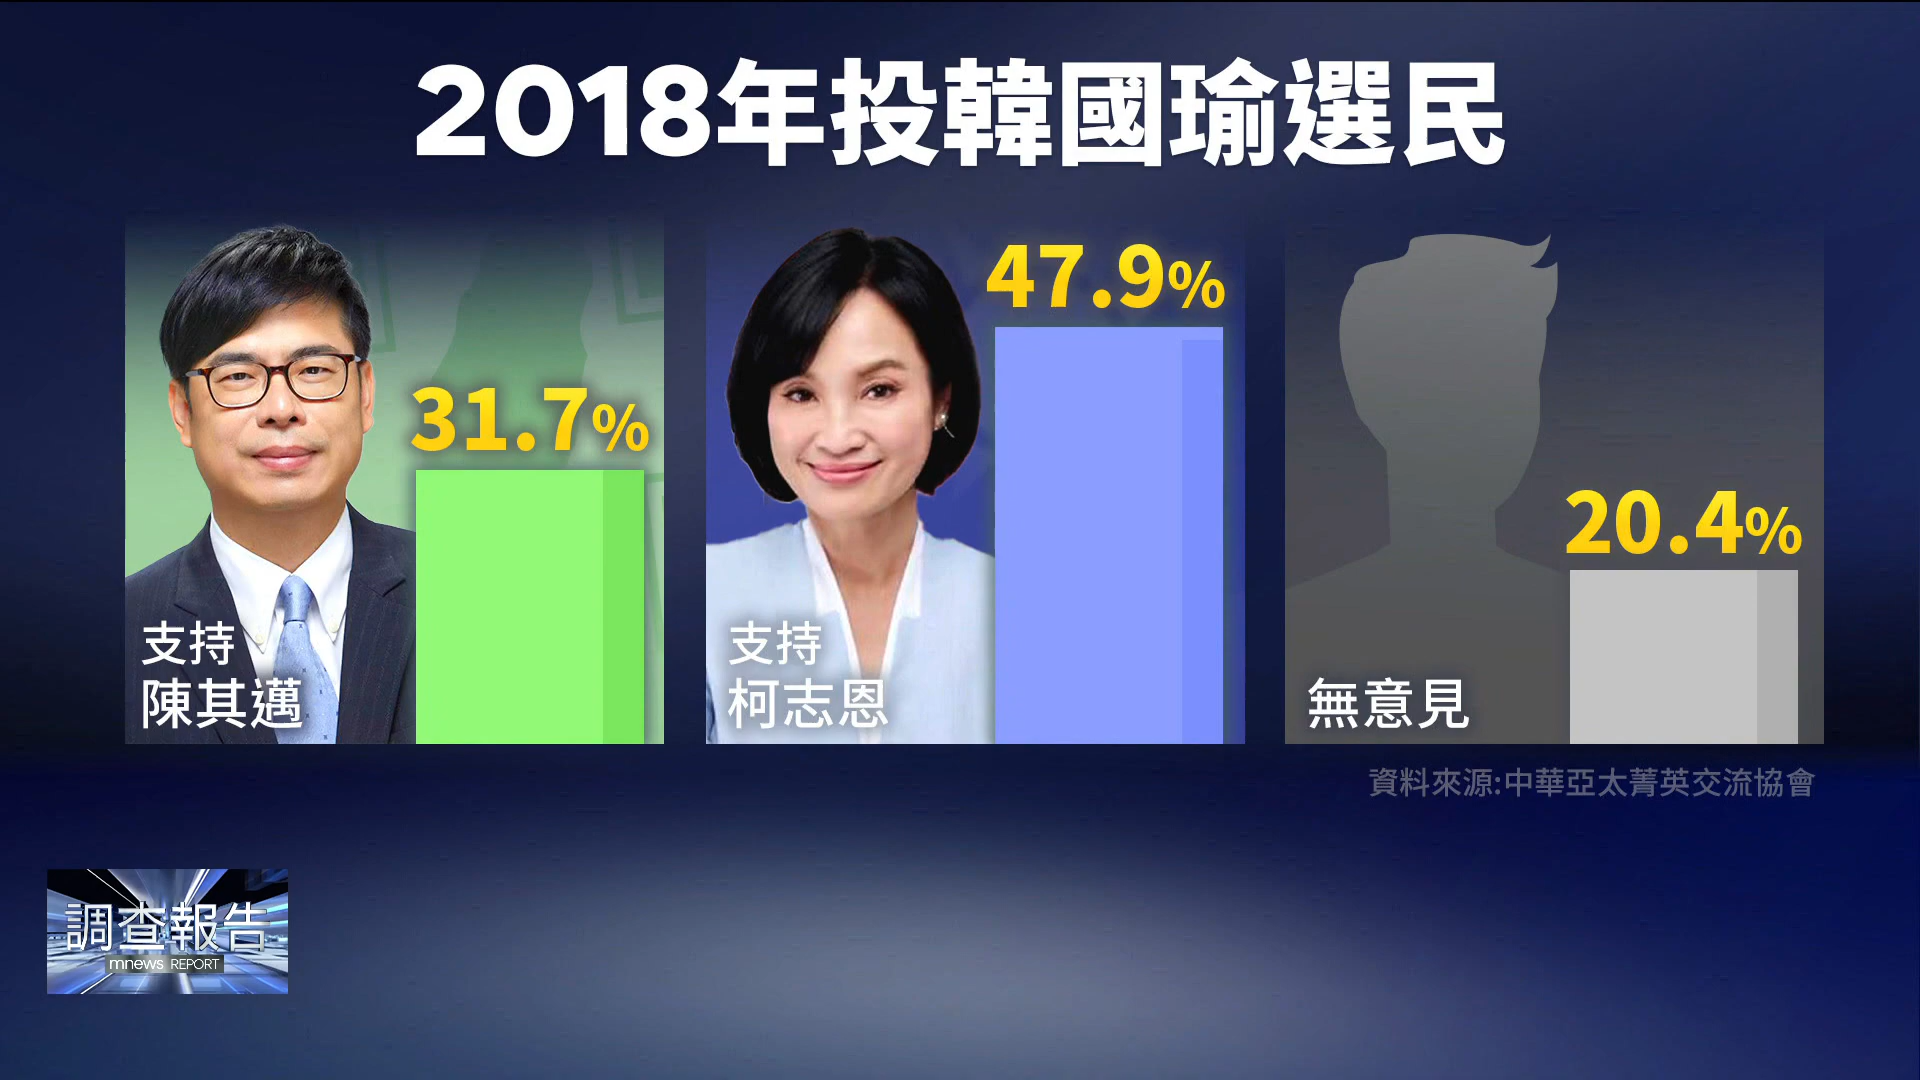 2018年投韓國瑜選民
31.7%
支持
陳其邁
47.9%
支持
柯志恩
20.4%
無意見
資料來源:中華亞太菁英交流協會
調查報告
mnews REPORT